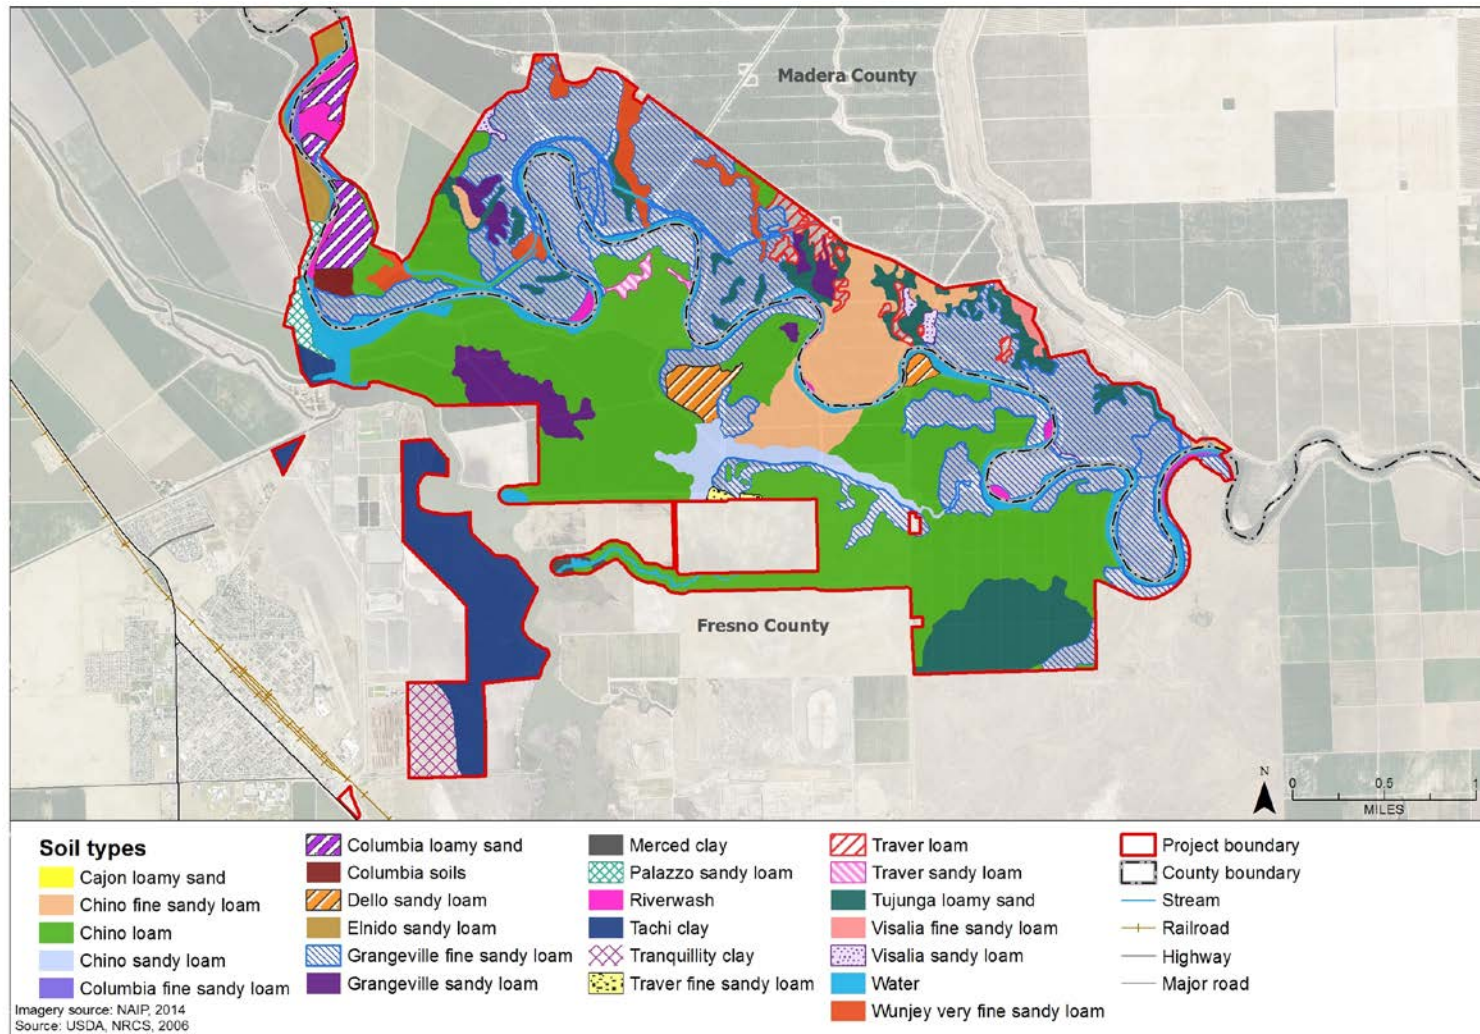 Madera County
Fresno County
N
0 0.5 1
MILES
Soil types
Cajon loamy sand
Chino fine sandy loam
Chino loam
Chino sandy loam
Columbia fine sandy loam
Columbia loamy sand
Columbia soils
Dello sandy loam
Elnido sandy loam
Grangeville fine sandy loam
Grangeville sandy loam
Merced clay
Palazzo sandy loam
Riverwash
Tachi clay
Tranquillity clay
Traver fine sandy loam
Traver loam
Traver sandy loam
Tujunga loamy sand
Visalia fine sandy loam
Visalia sandy loam
Water
Wunjey very fine sandy loam
Project boundary
County boundary
Stream
Railroad
Highway
Major road
Imagery source: NAIP, 2014
Source: USDA, NRCS, 2006